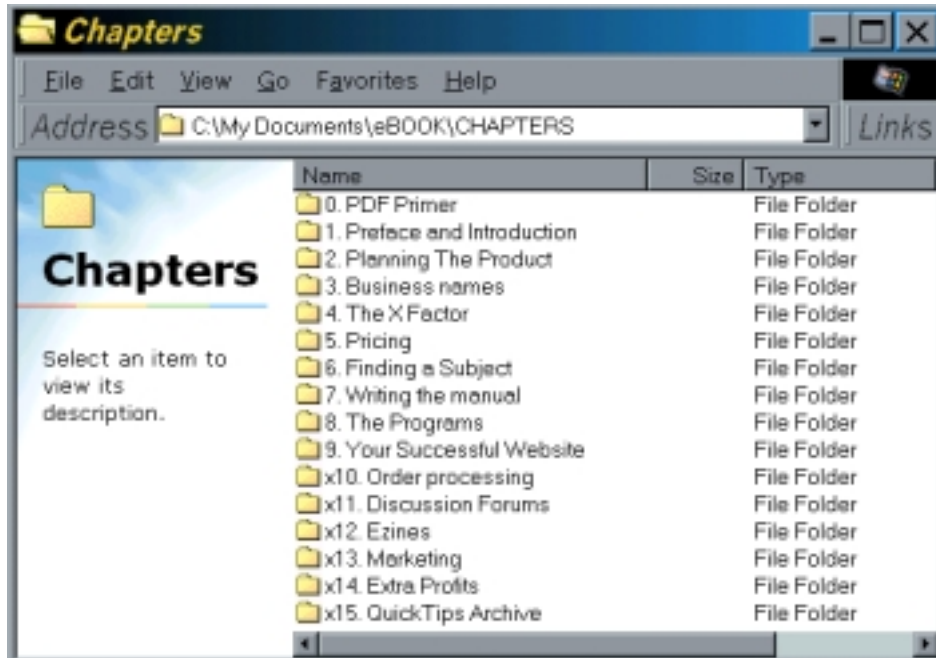 Chapters
File Edit View Go Favorites Help
Address C:\My Documents\eBOOK\CHAPTERS Links
Chapters
Select an item to
view its
description.
Name Size Type
0. PDF Primer File Folder
1. Preface and Introduction File Folder
2. Planning The Product File Folder
3. Business names File Folder
4. The X Factor File Folder
5. Pricing File Folder
6. Finding a Subject File Folder
7. Writing the manual File Folder
8. The Programs File Folder
9. Your Successful Website File Folder
x10. Order processing File Folder
x11. Discussion Forums File Folder
x12. Ezines File Folder
x13. Marketing File Folder
x14. Extra Profits File Folder
x15. QuickTips Archive File Folder